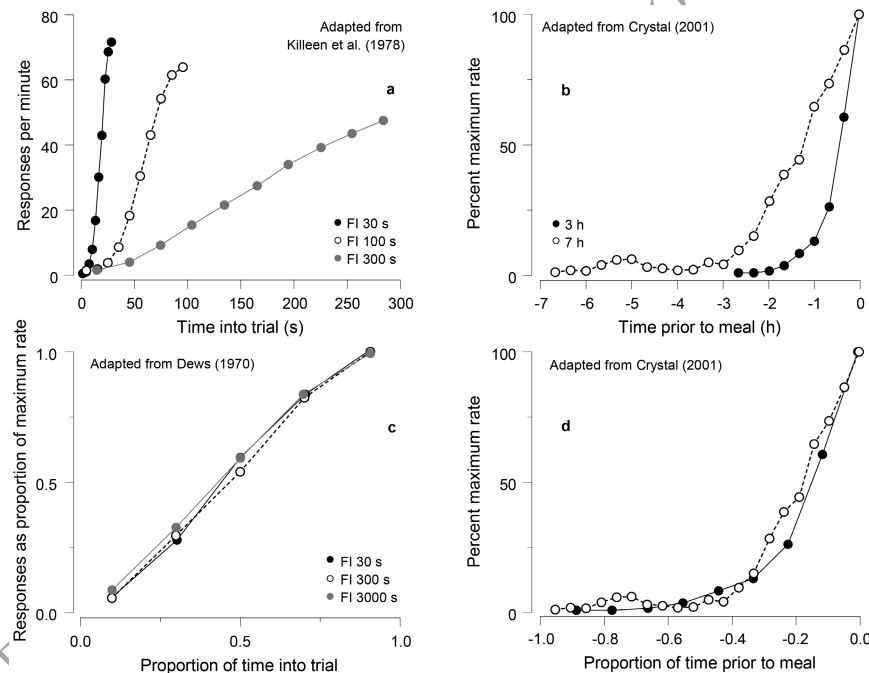 Adapted from
Killeen et al. (1978)
a
Responses per minute
80
60
40
20
0
FI 30 s
FI 100 s
FI 300 s
0 50 100 150 200 250 300
Time into trial (s)
Adapted from Crystal (2001)
b
Percent maximum rate
100
50
0
3 h
7 h
-7 -6 -5 -4 -3 -2 -1 0
Time prior to meal (h)
Adapted from Dews (1970)
c
Responses as proportion of maximum rate
1.0
0.5
0.0
FI 30 s
FI 300 s
FI 3000 s
0.0 0.5 1.0
Proportion of time into trial
Adapted from Crystal (2001)
d
Percent maximum rate
100
50
0
-1.0 -0.8 -0.6 -0.4 -0.2 0.0
Proportion of time prior to meal